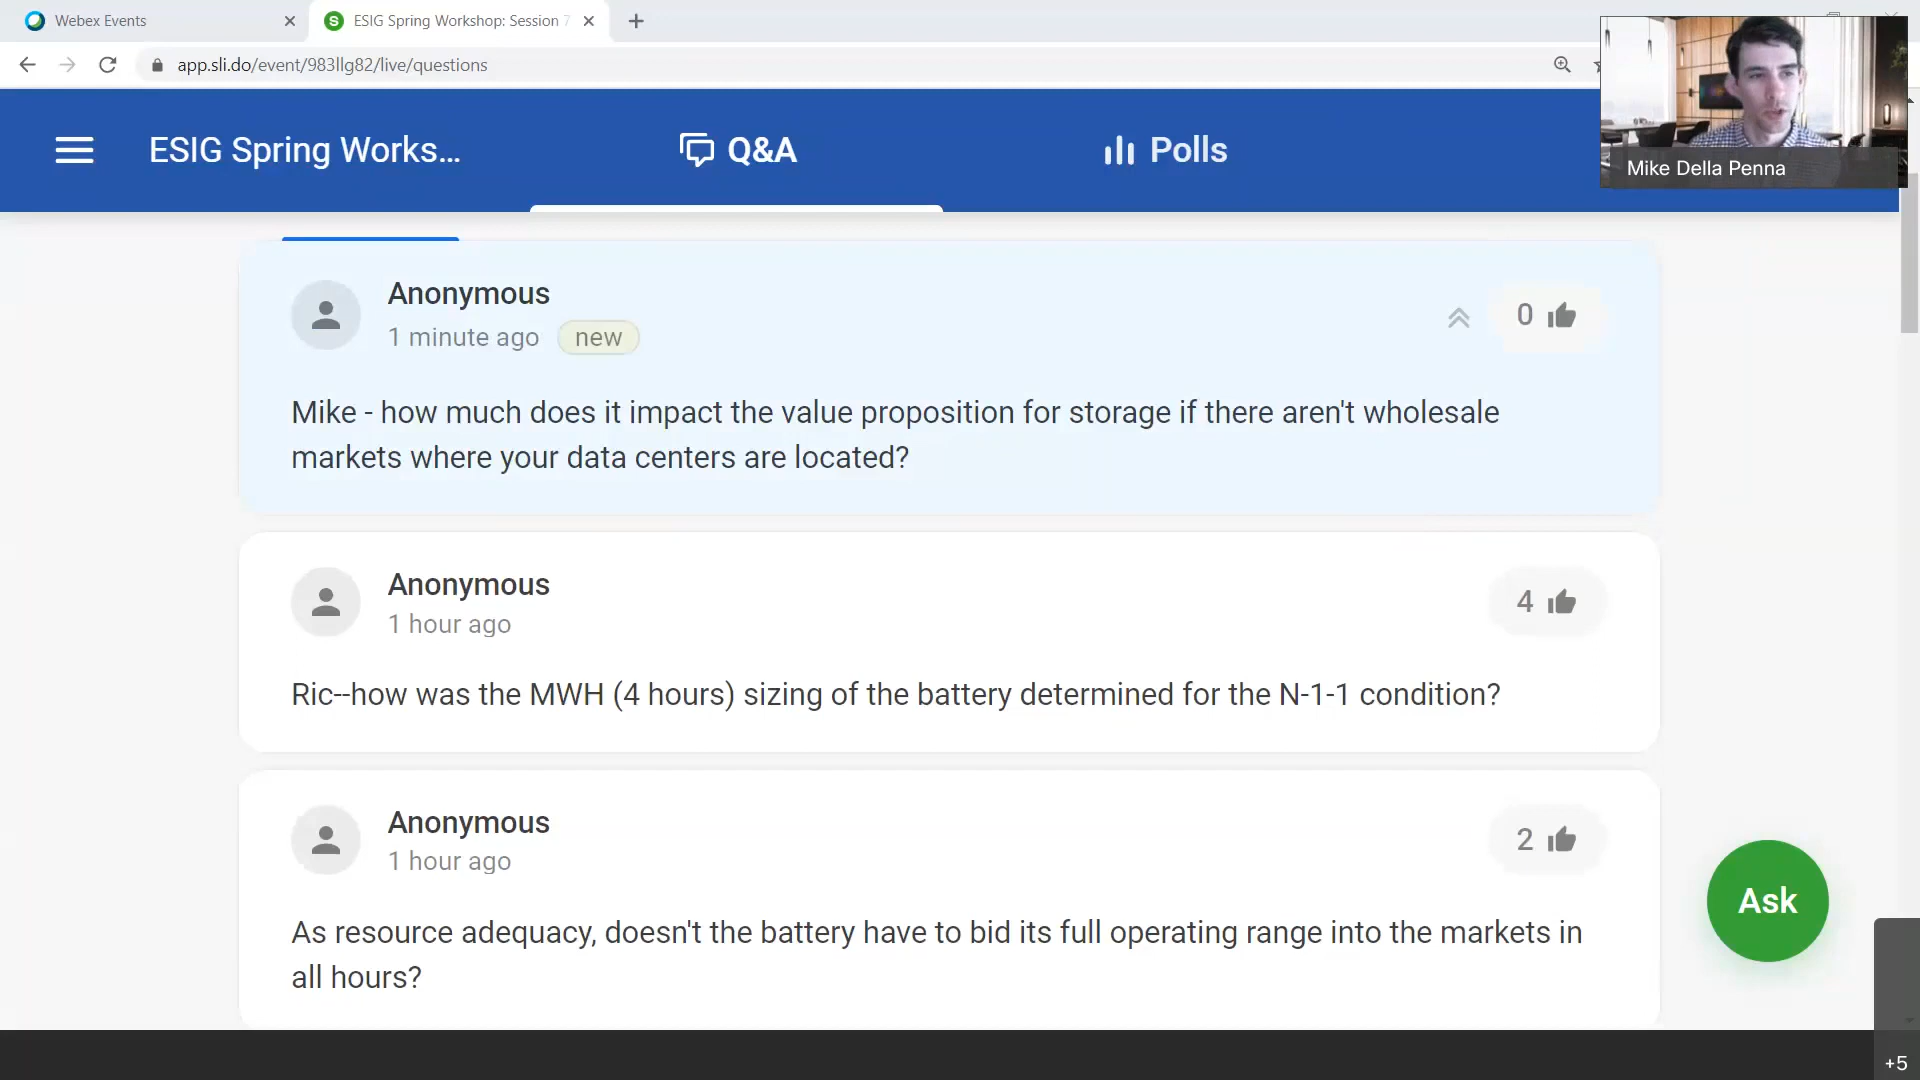 Webex Events
ESIG Spring Workshop: Session 7
app.sli.do/event/983llg82/live/questions
ESIG Spring Works...
Q&A
Polls
Mike Della Penna
Anonymous
1 minute ago
new
0
Mike - how much does it impact the value proposition for storage if there aren't wholesale
markets where your data centers are located?
Anonymous
1 hour ago
4
Ric--how was the MWH (4 hours) sizing of the battery determined for the N-1-1 condition?
Anonymous
1 hour ago
2
As resource adequacy, doesn't the battery have to bid its full operating range into the markets in
all hours?
Ask
+5